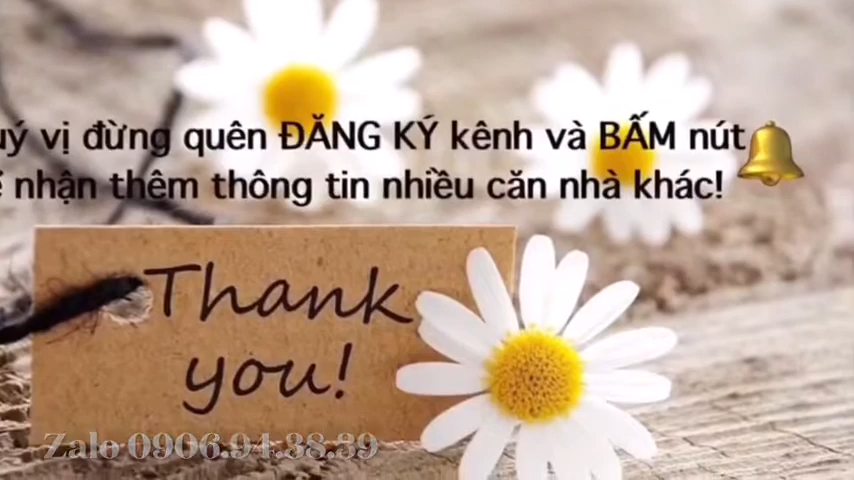 uý vị đừng quên ĐĂNG KÝ kênh và BẤM nút
ể nhận thêm thông tin nhiều căn nhà khác!
Thank
you!
Zalo 0906.94.38.39